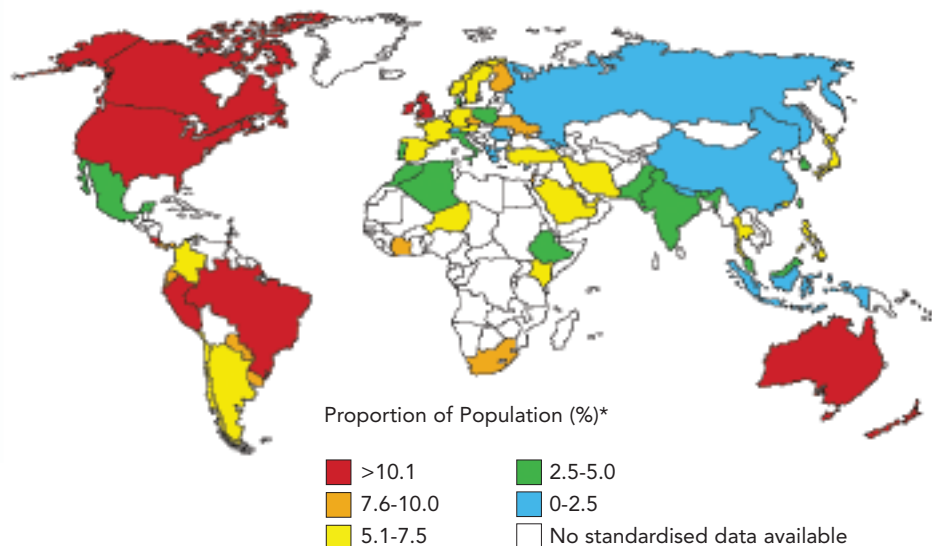 Proportion of Population (%)*
>10.1
7.6-10.0
5.1-7.5
2.5-5.0
0-2.5
No standardised data available